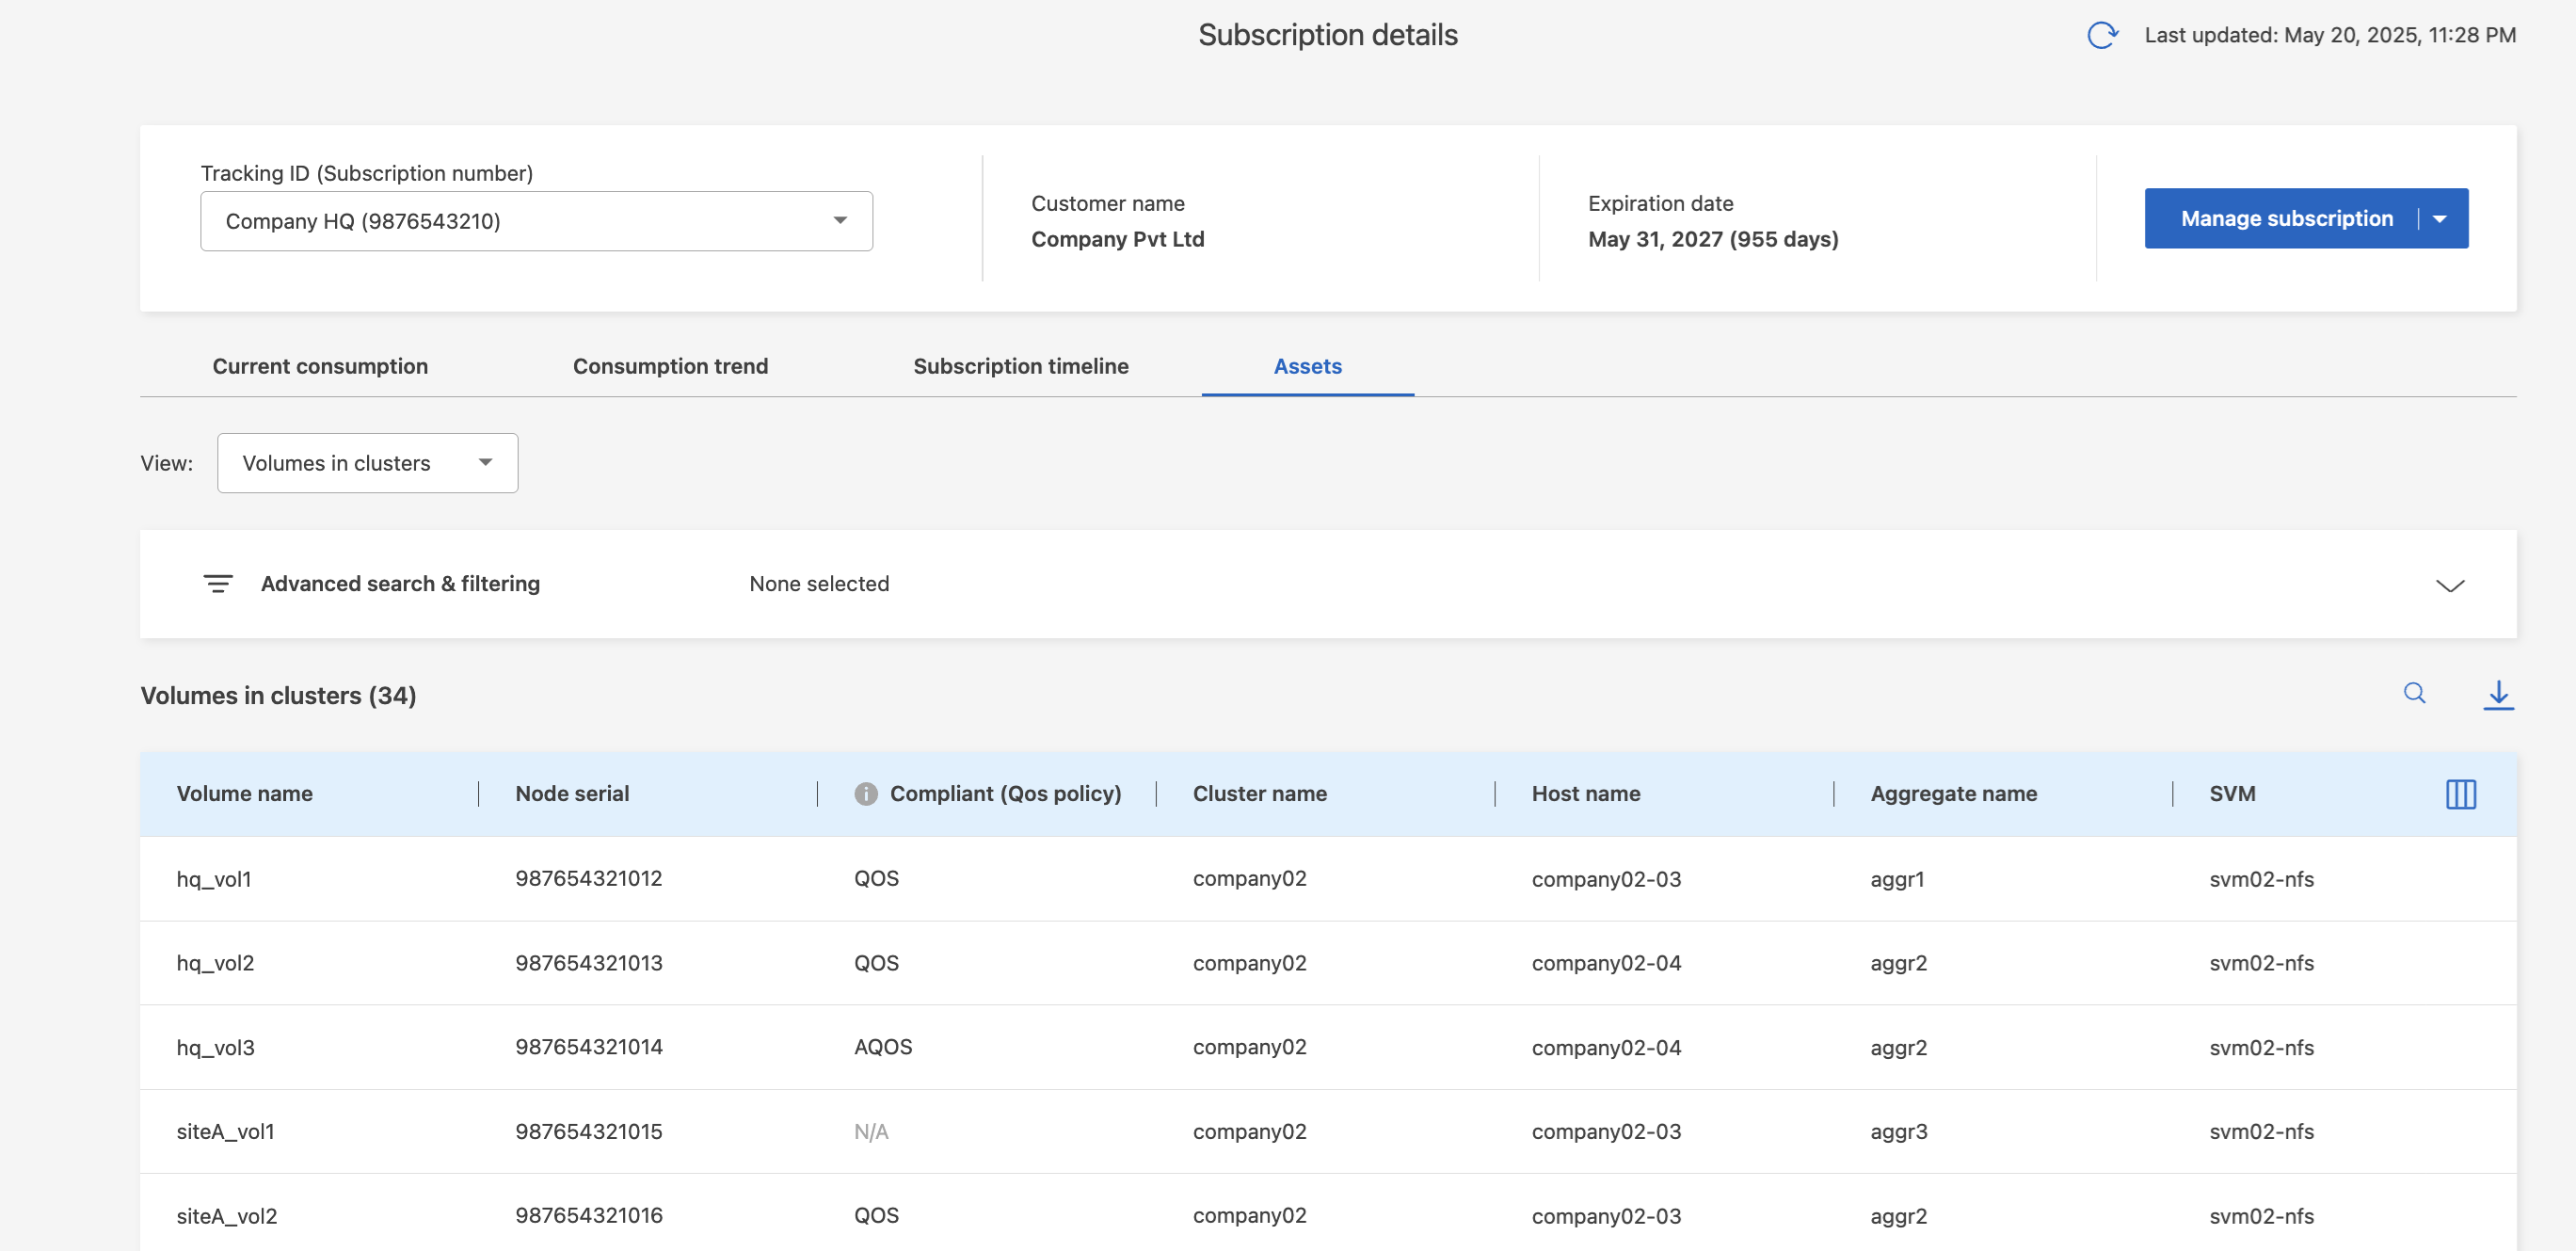 Subscription details
Last updated: May 20, 2025, 11:28 PM
Tracking ID (Subscription number)
Company HQ (9876543210)
Customer name
Company Pvt Ltd
Expiration date
May 31, 2027 (955 days)
Manage subscription
Current consumption Consumption trend Subscription timeline Assets
View: Volumes in clusters
Advanced search & filtering None selected
Volumes in clusters (34)
Volume name Node serial Compliant (Qos policy) Cluster name Host name Aggregate name SVM
hq_vol1 987654321012 QOS company02 company02-03 aggr1 svm02-nfs
hq_vol2 987654321013 QOS company02 company02-04 aggr2 svm02-nfs
hq_vol3 987654321014 AQOS company02 company02-04 aggr2 svm02-nfs
siteA_vol1 987654321015 N/A company02 company02-03 aggr3 svm02-nfs
siteA_vol2 987654321016 QOS company02 company02-03 aggr2 svm02-nfs